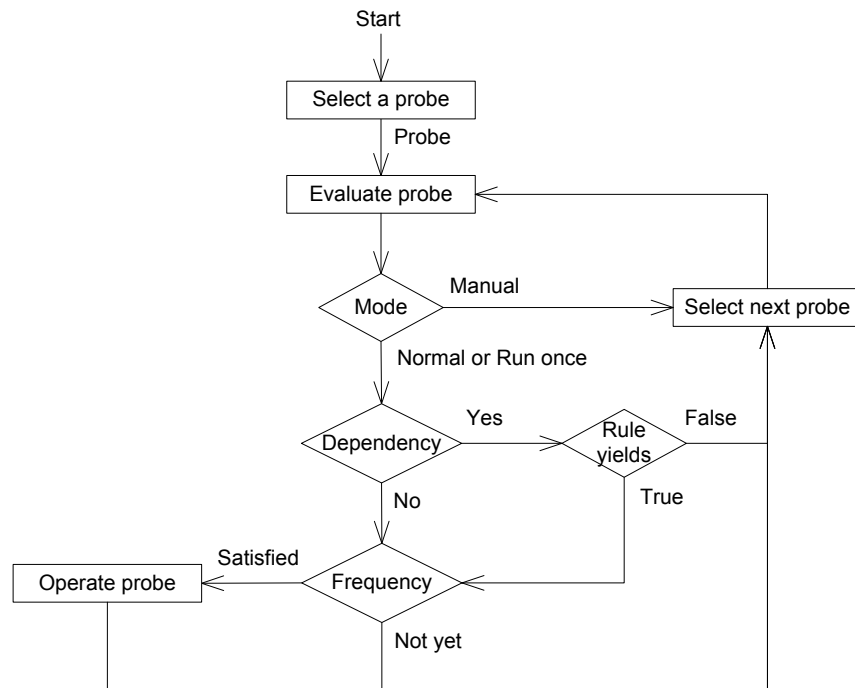 Start
Select a probe
Probe
Evaluate probe
Mode
Manual
Select next probe
Normal or Run once
Dependency
Yes
Rule
yields
False
No
True
Operate probe
Satisfied
Frequency
Not yet